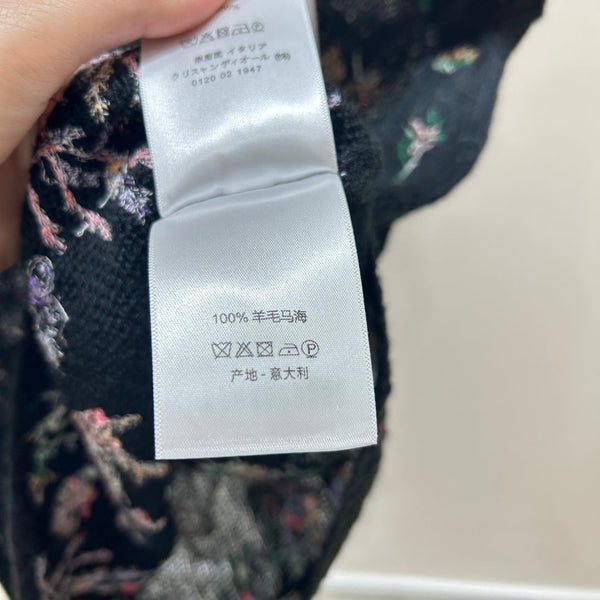 %
原産国 イタリア
クリスチャンディオール ㈱
0120 02 1947
100% 羊毛马海
P
产地 - 意大利